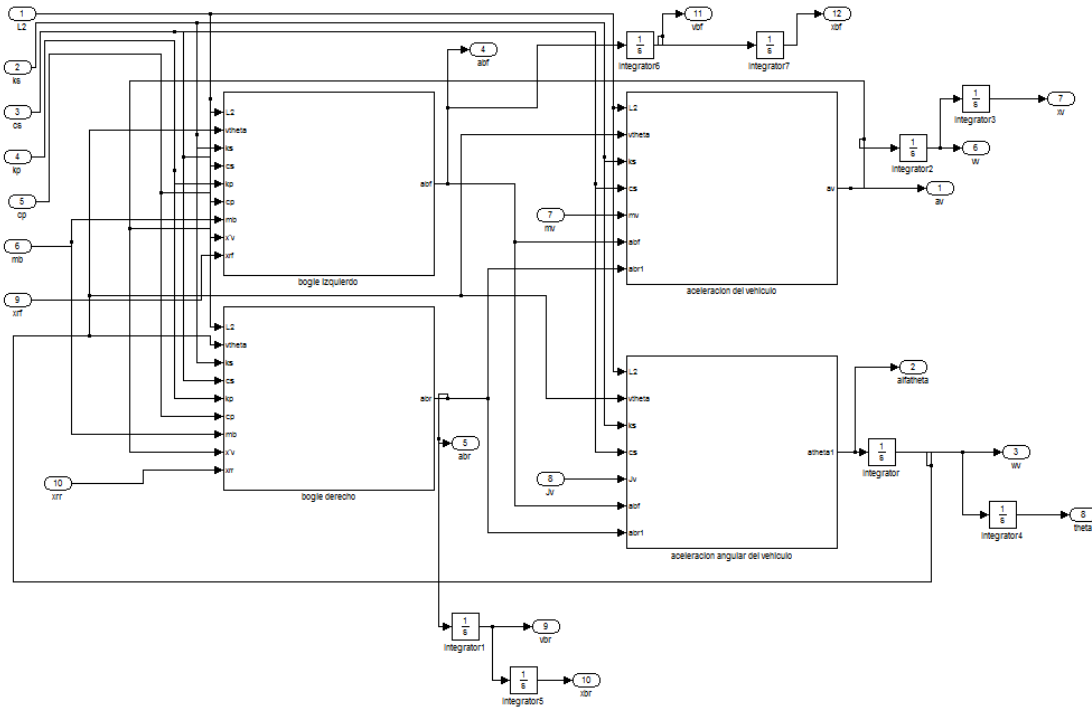 1
L2
2
ks
3
cs
4
kp
5
cp
6
mb
9
xrf
10
xrr
L2
vtheta
ks
cs
kp
cp
mb
x'v
xrf
abf
bogie izquierdo
L2
vtheta
ks
cs
kp
cp
mb
x'v
xrr
abr
bogie derecho
4
abf
5
abr
1
s
Integrator6
11
vbf
1
s
Integrator7
12
xbf
7
mv
L2
vtheta
ks
cs
mv
abf
abr1
av
aceleracion del vehiculo
8
Jv
L2
vtheta
ks
cs
Jv
abf
abr1
atheta1
aceleracion angular del vehiculo
1
s
Integrator3
7
xv
1
s
Integrator2
6
vv
1
av
2
alfatheta
1
s
Integrator
3
wv
1
s
Integrator4
8
theta
1
s
Integrator1
9
vbr
1
s
Integrator5
10
xbr